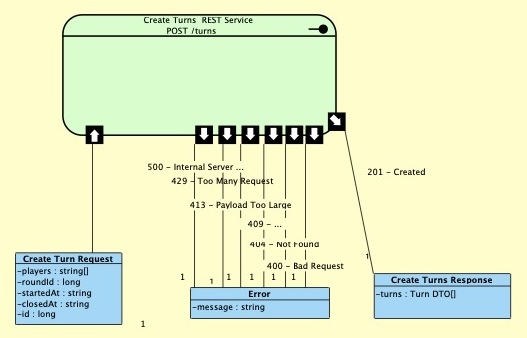 Create Turns REST Service
POST /turns
500 - Internal Server ...
429 - Too Many Request
413 - Payload Too Large
409 - ...
404 - Not Found
400 - Bad Request
201 - Created
1
1
1
1
1
1
1
Create Turn Request
-players : string[]
-roundId : long
-startedAt : string
-closedAt : string
-id : long
1
Error
-message : string
Create Turns Response
-turns : Turn DTO[]